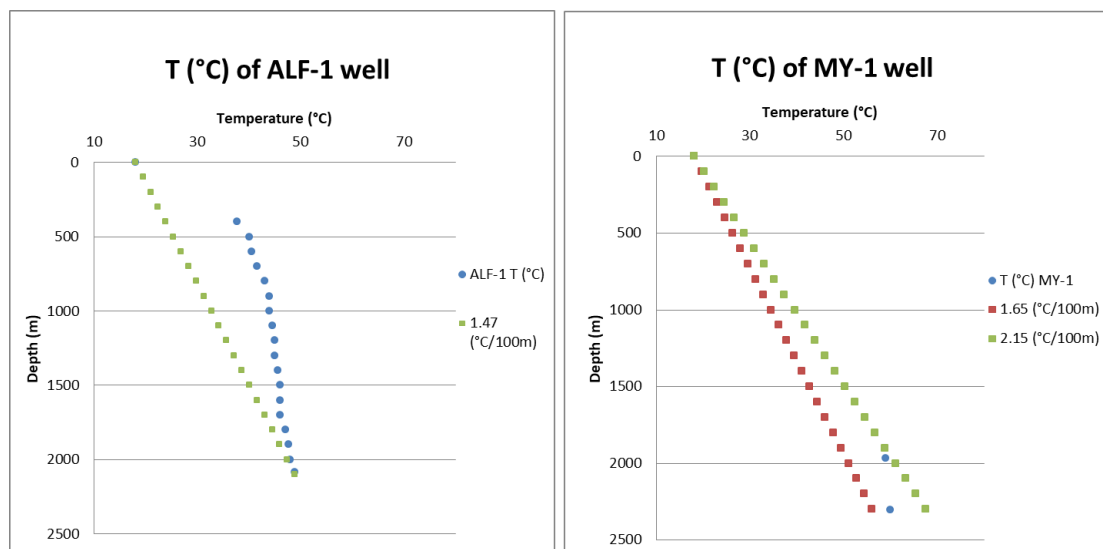 T (°C) of ALF-1 well
Temperature (°C)
10 30 50 70
0
500
1000
1500
2000
2500
Depth (m)
ALF-1 T (°C)
1.47
(°C/100m)
T (°C) of MY-1 well
Temperature (°C)
10 30 50 70
0
500
1000
1500
2000
2500
Depth (m)
T (°C) MY-1
1.65 (°C/100m)
2.15 (°C/100m)